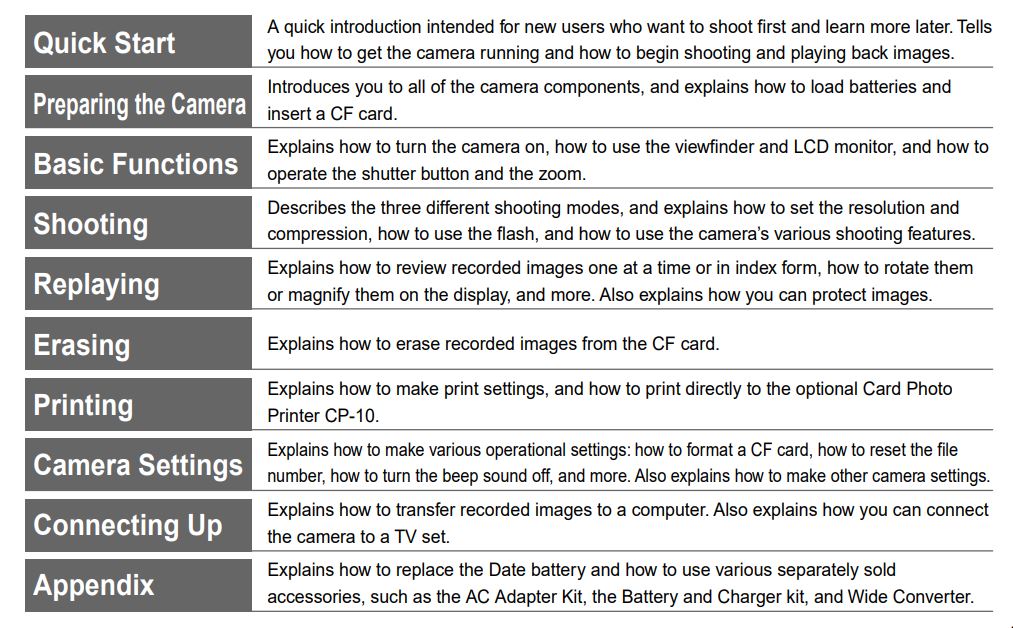 Quick Start
A quick introduction intended for new users who want to shoot first and learn more later. Tells
you how to get the camera running and how to begin shooting and playing back images.
Preparing the Camera
Introduces you to all of the camera components, and explains how to load batteries and
insert a CF card.
Basic Functions
Explains how to turn the camera on, how to use the viewfinder and LCD monitor, and how to
operate the shutter button and the zoom.
Shooting
Describes the three different shooting modes, and explains how to set the resolution and
compression, how to use the flash, and how to use the camera’s various shooting features.
Replaying
Explains how to review recorded images one at a time or in index form, how to rotate them
or magnify them on the display, and more. Also explains how you can protect images.
Erasing
Explains how to erase recorded images from the CF card.
Printing
Explains how to make print settings, and how to print directly to the optional Card Photo
Printer CP-10.
Camera Settings
Explains how to make various operational settings: how to format a CF card, how to reset the file
number, how to turn the beep sound off, and more. Also explains how to make other camera settings.
Connecting Up
Explains how to transfer recorded images to a computer. Also explains how you can connect
the camera to a TV set.
Appendix
Explains how to replace the Date battery and how to use various separately sold
accessories, such as the AC Adapter Kit, the Battery and Charger kit, and Wide Converter.